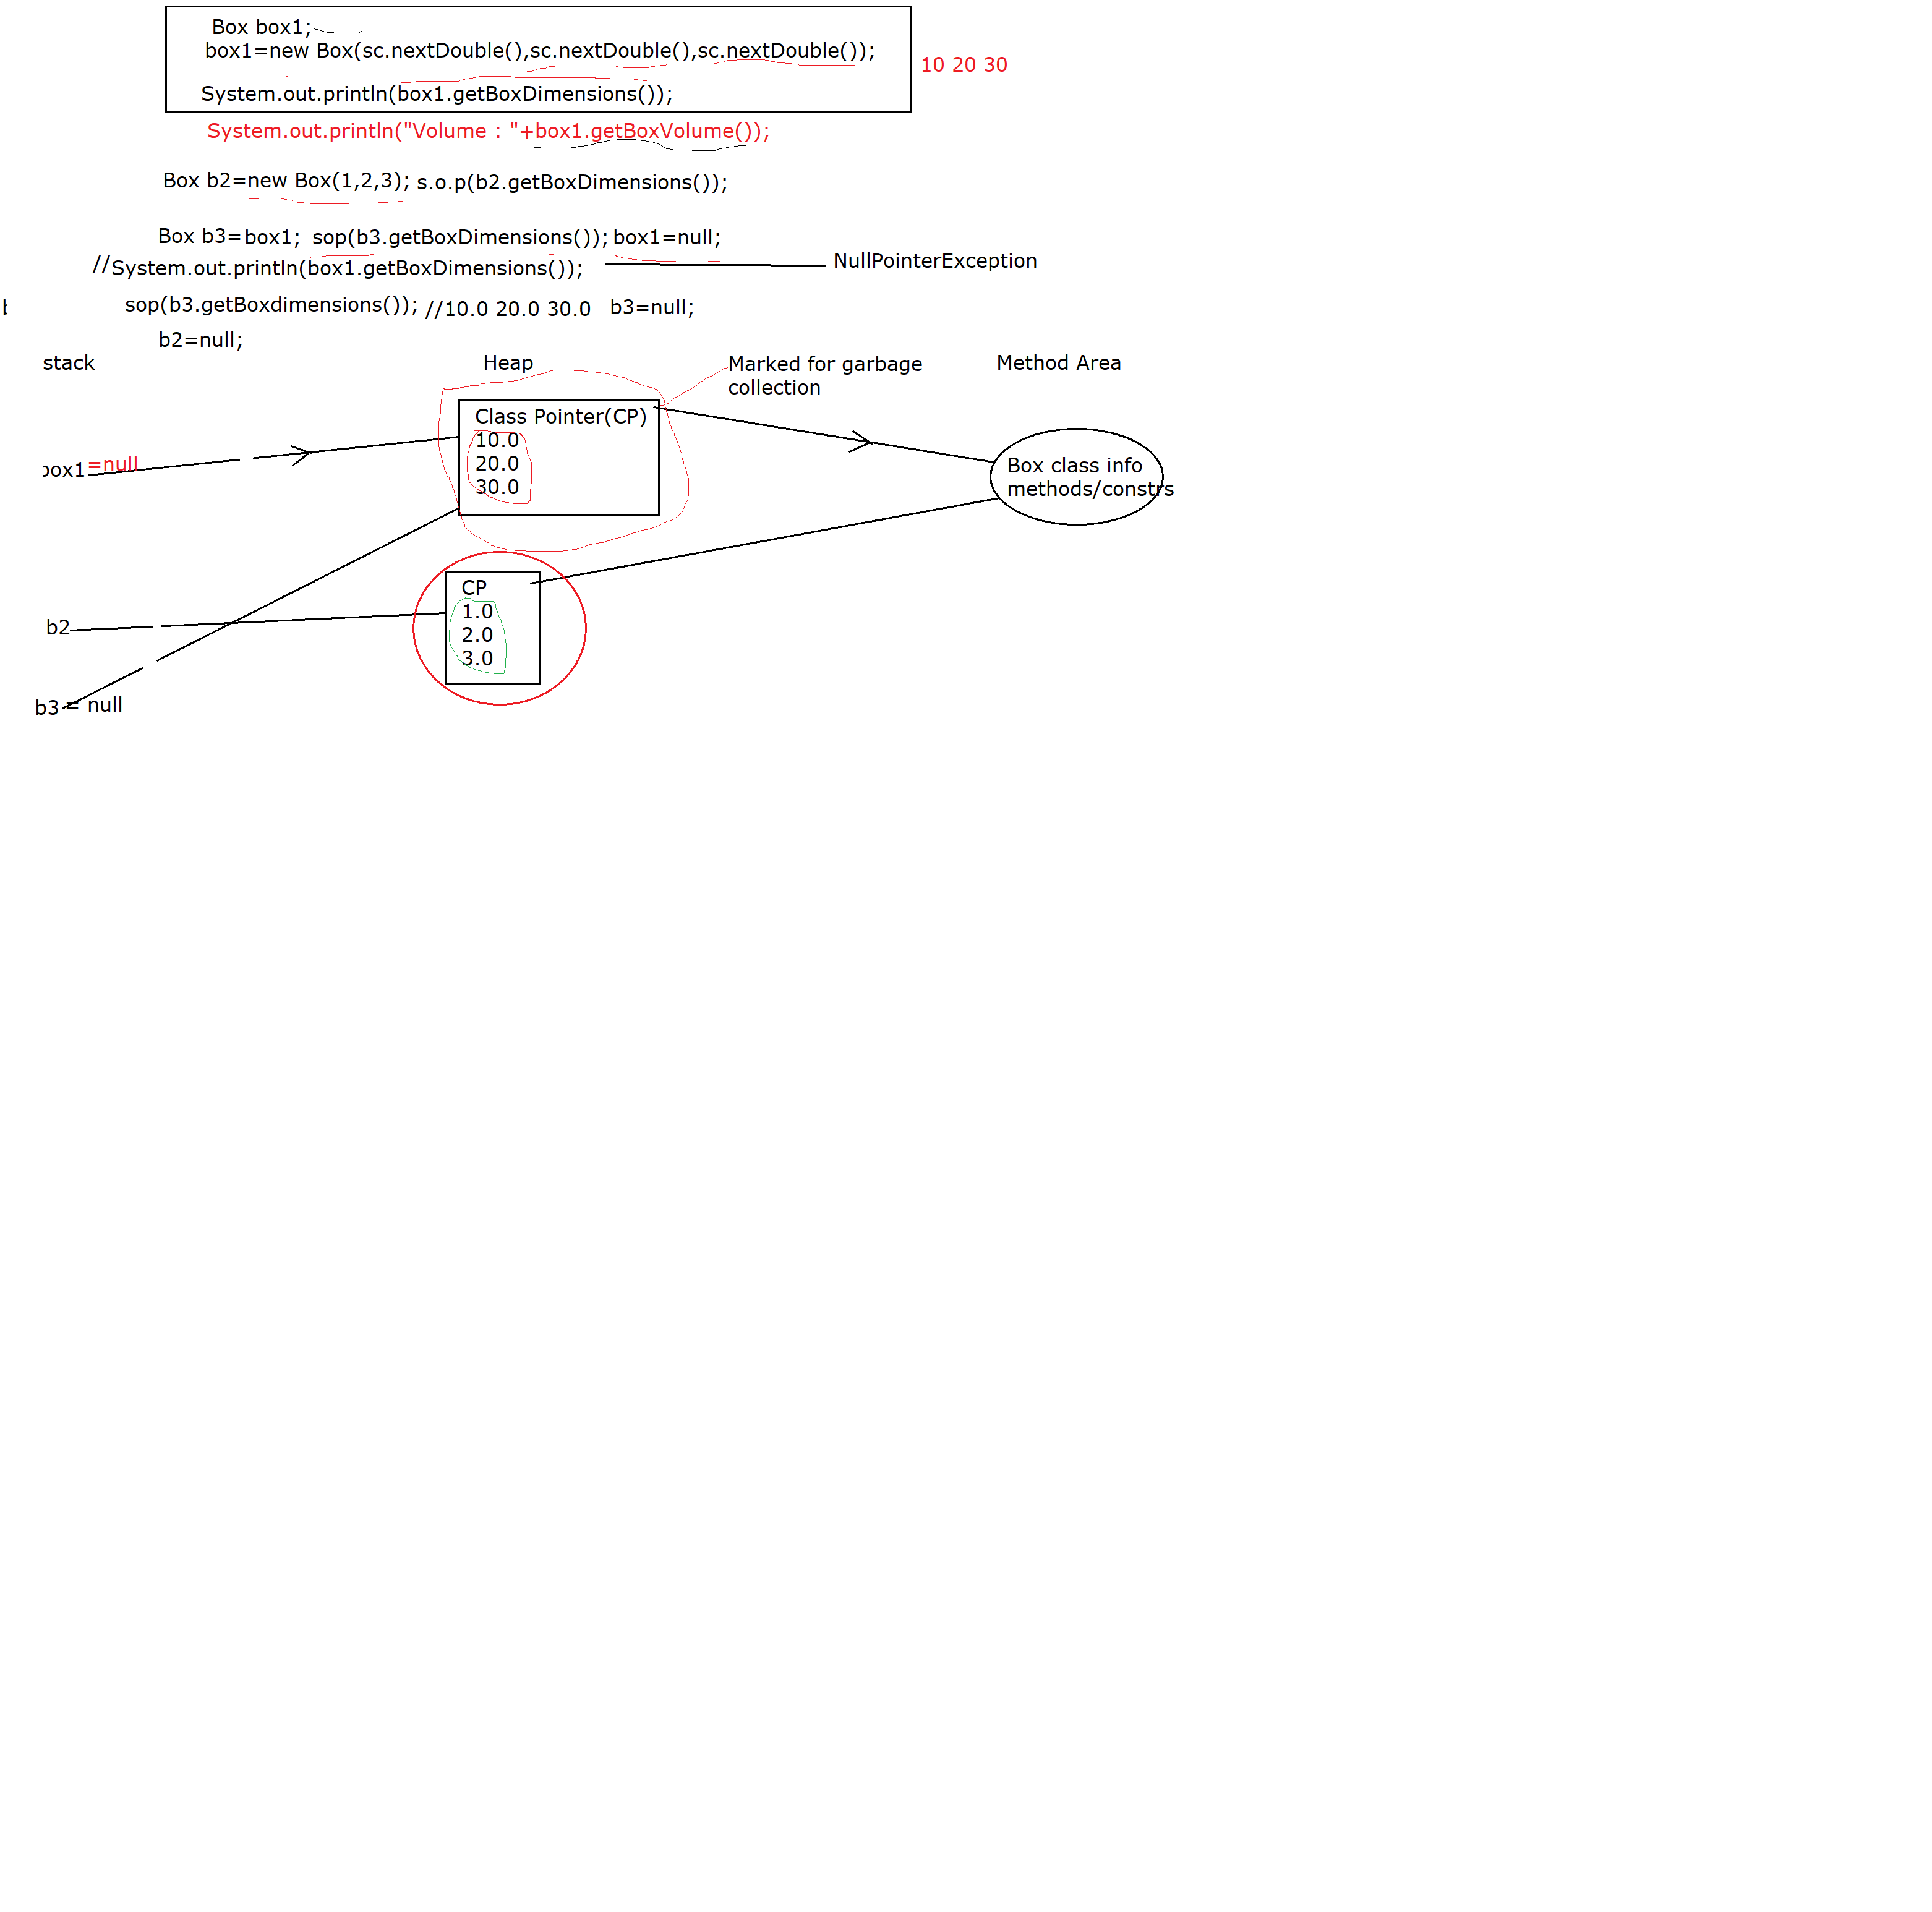 Box box1;
box1=new Box(sc.nextDouble(),sc.nextDouble(),sc.nextDouble());
10 20 30
System.out.println(box1.getBoxDimensions());
System.out.println("Volume : "+box1.getBoxVolume());
Box b2=new Box(1,2,3); s.o.p(b2.getBoxDimensions());
Box b3=box1; sop(b3.getBoxDimensions()); box1=null;
//System.out.println(box1.getBoxDimensions());
NullPointerException
sop(b3.getBoxdimensions()); //10.0 20.0 30.0 b3=null;
b2=null;
stack
Heap
Marked for garbage
collection
Method Area
Class Pointer(CP)
10.0
20.0
30.0
box1=null
Box class info
methods/constrs
CP
1.0
2.0
3.0
b2
b3 = null